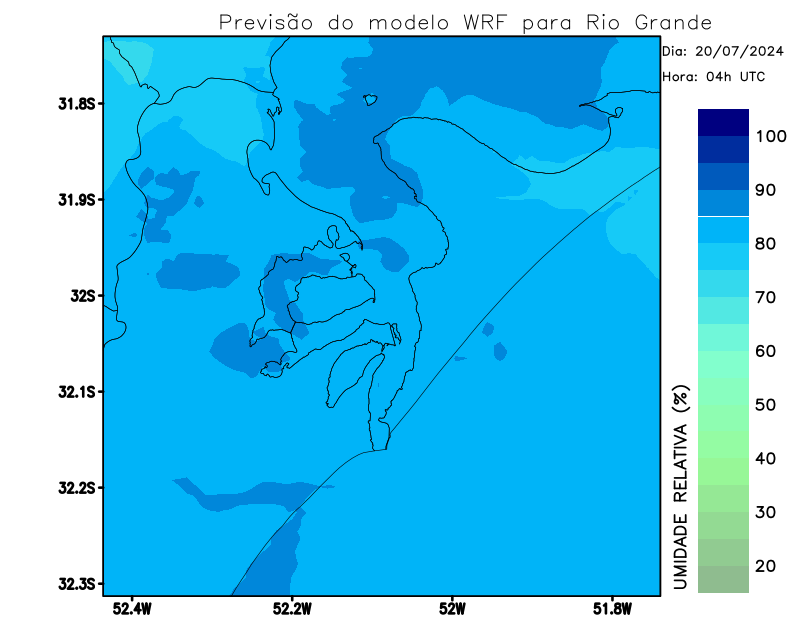 Previsão do modelo WRF para Rio Grande
Dia: 20/07/2024
Hora: 04h UTC
31.8S
31.9S
32S
32.1S
32.2S
32.3S
52.4W
52.2W
52W
51.8W
UMIDADE RELATIVA (%)
100
90
80
70
60
50
40
30
20